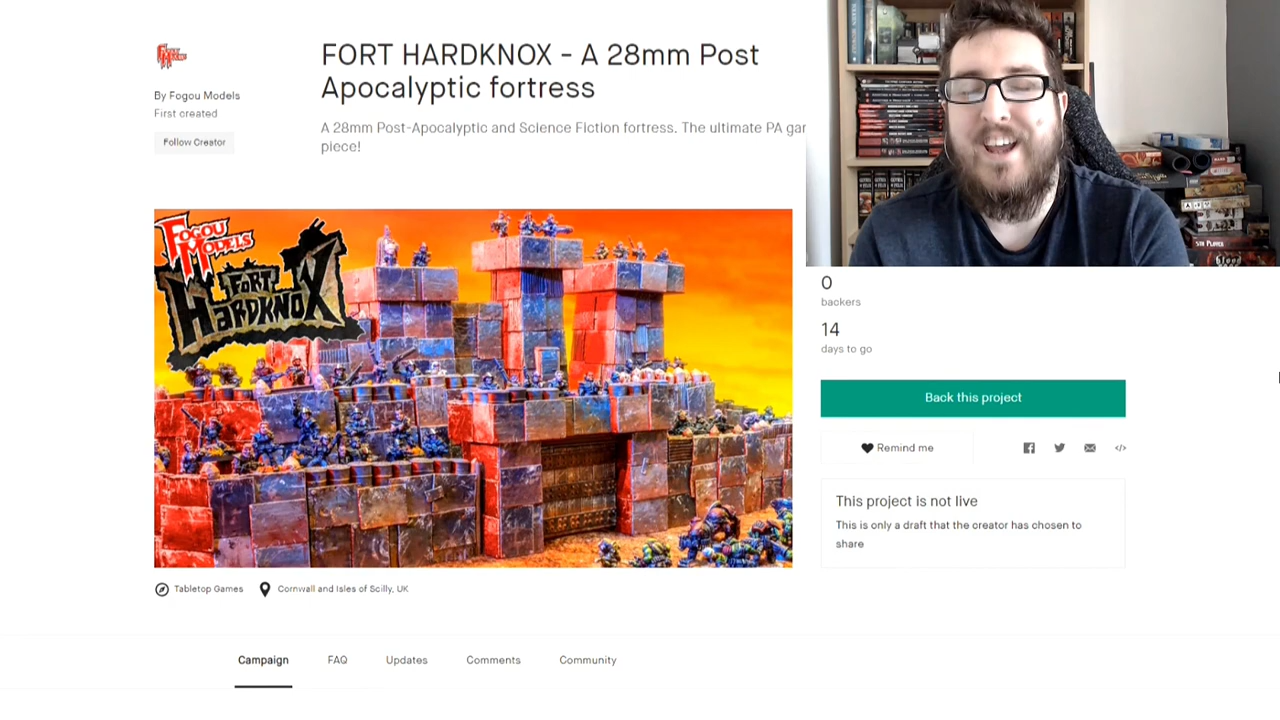 By Fogou Models
First created
Follow Creator
FORT HARDKNOX - A 28mm Post
Apocalyptic fortress
A 28mm Post-Apocalyptic and Science Fiction fortress. The ultimate PA gar
piece!
FOGOU
MODELS
FORT
HARDKNOX
0
backers
14
days to go
Back this project
Remind me
This project is not live
This is only a draft that the creator has chosen to
share
Tabletop Games
Cornwall and Isles of Scilly, UK
Campaign
FAQ
Updates
Comments
Community